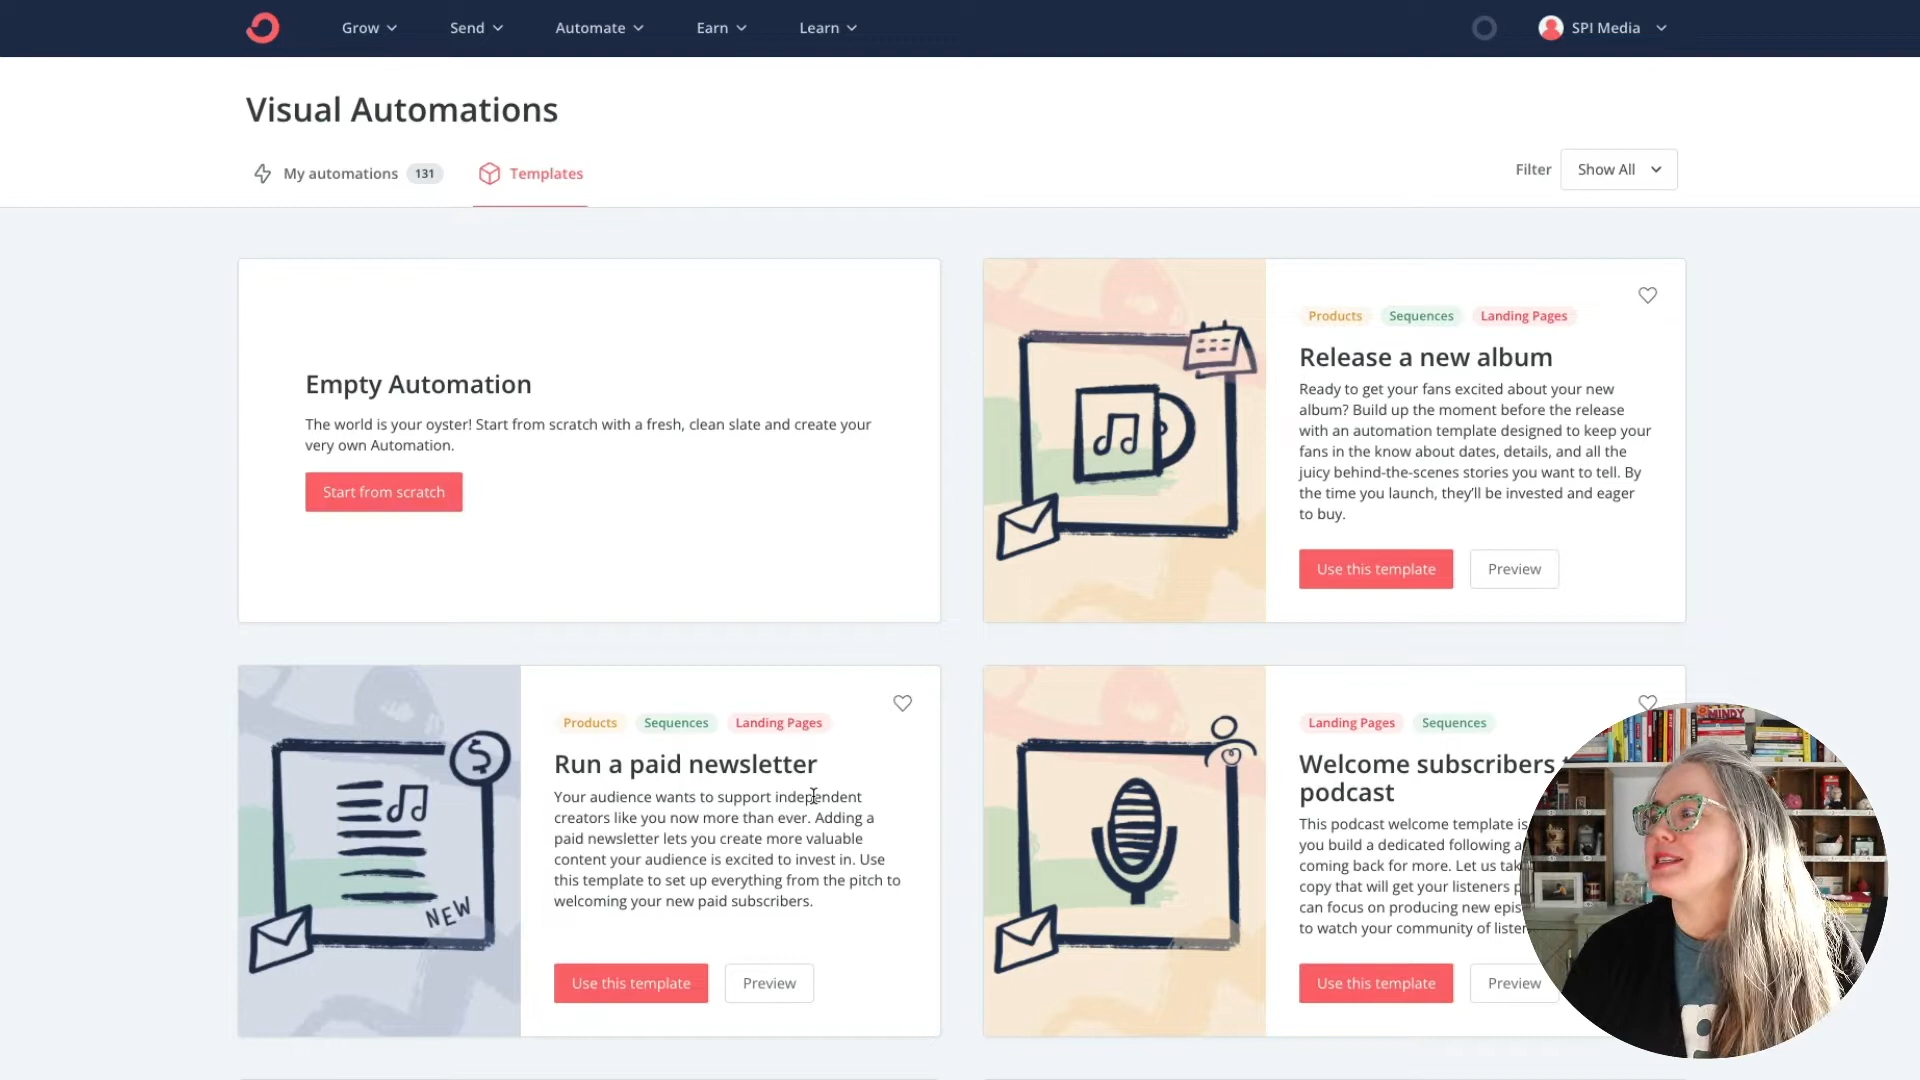 Grow
Send
Automate
Earn
Learn
SPI Media
Visual Automations
My automations 131
Templates
Filter
Show All
Empty Automation
The world is your oyster! Start from scratch with a fresh, clean slate and create your
very own Automation.
Start from scratch
Products Sequences Landing Pages
Release a new album
Ready to get your fans excited about your new
album? Build up the moment before the release
with an automation template designed to keep your
fans in the know about dates, details, and all the
juicy behind-the-scenes stories you want to tell. By
the time you launch, they'll be invested and eager
to buy.
Use this template Preview
NEW
Products Sequences Landing Pages
Run a paid newsletter
Your audience wants to support independent
creators like you now more than ever. Adding a
paid newsletter lets you create more valuable
content your audience is excited to invest in. Use
this template to set up everything from the pitch to
welcoming your new paid subscribers.
Use this template Preview
Landing Pages Sequences
Welcome subscribers
podcast
This podcast welcome template is
you build a dedicated following
coming back for more. Let us
copy that will get your listeners
can focus on producing new
to watch your community of
Use this template Preview
MINDY